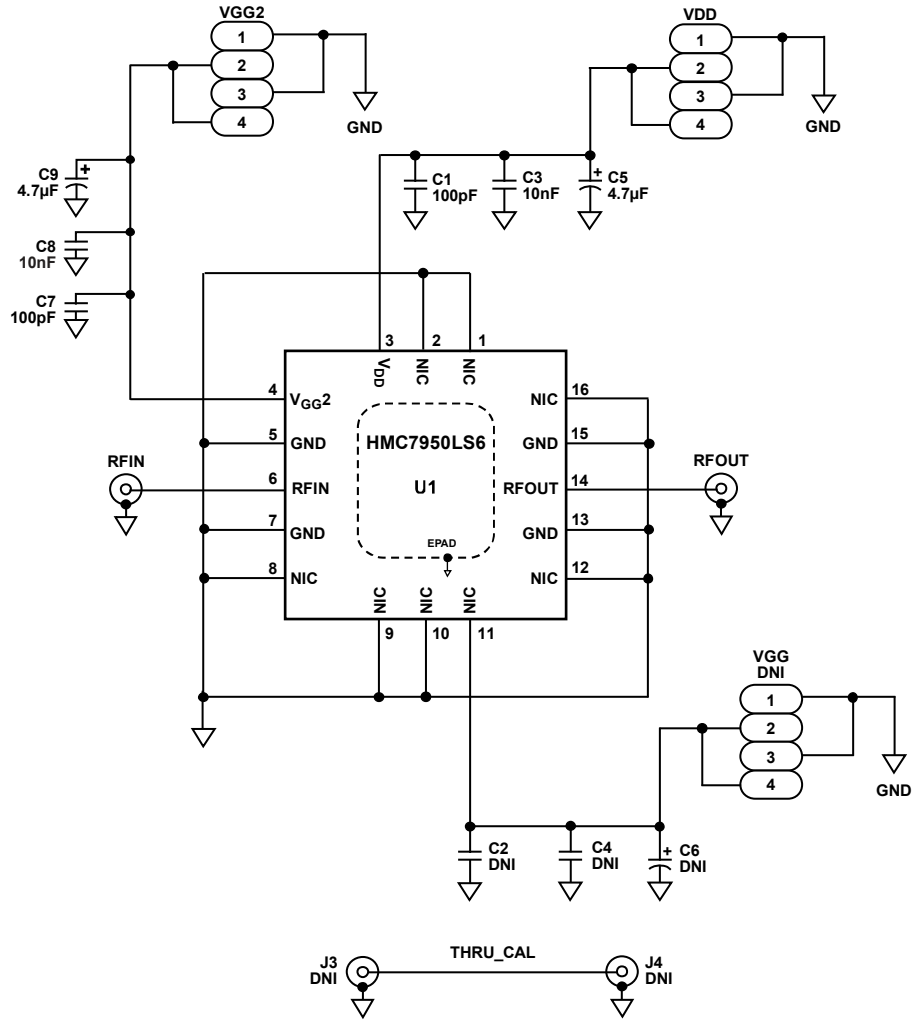 VGG2
1
2
3
4
GND
VDD
1
2
3
4
GND
C9
4.7µF
C8
10nF
C7
100pF
C1
100pF
C3
10nF
C5
4.7µF
+
+
3
2
1
VDD
NIC
NIC
4
VGG2
5
GND
6
RFIN
7
GND
8
NIC
RFIN
HMC7950LS6
U1
EPAD
16
NIC
15
GND
14
RFOUT
13
GND
12
NIC
RFOUT
NIC
NIC
NIC
9
10
11
VGG
DNI
1
2
3
4
GND
C2
DNI
C4
DNI
+
C6
DNI
J3
DNI
THRU_CAL
J4
DNI